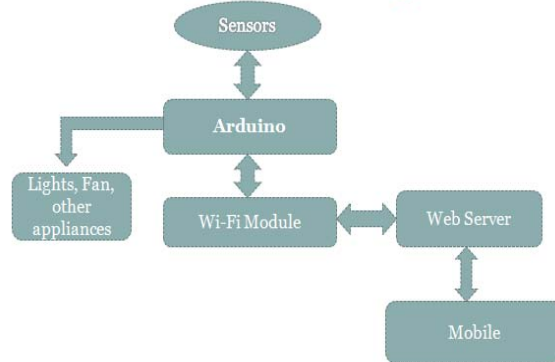 Sensors
Arduino
Lights, Fan,
other
appliances
Wi-Fi Module
Web Server
Mobile